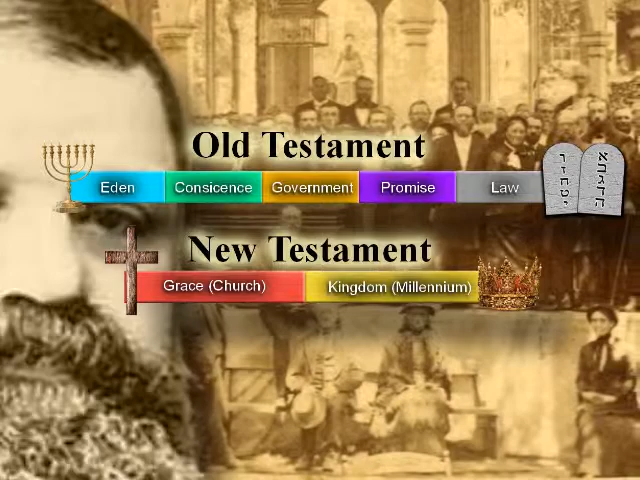 Old Testament
Eden Consicence Government Promise Law
New Testament
Grace (Church) Kingdom (Millennium)